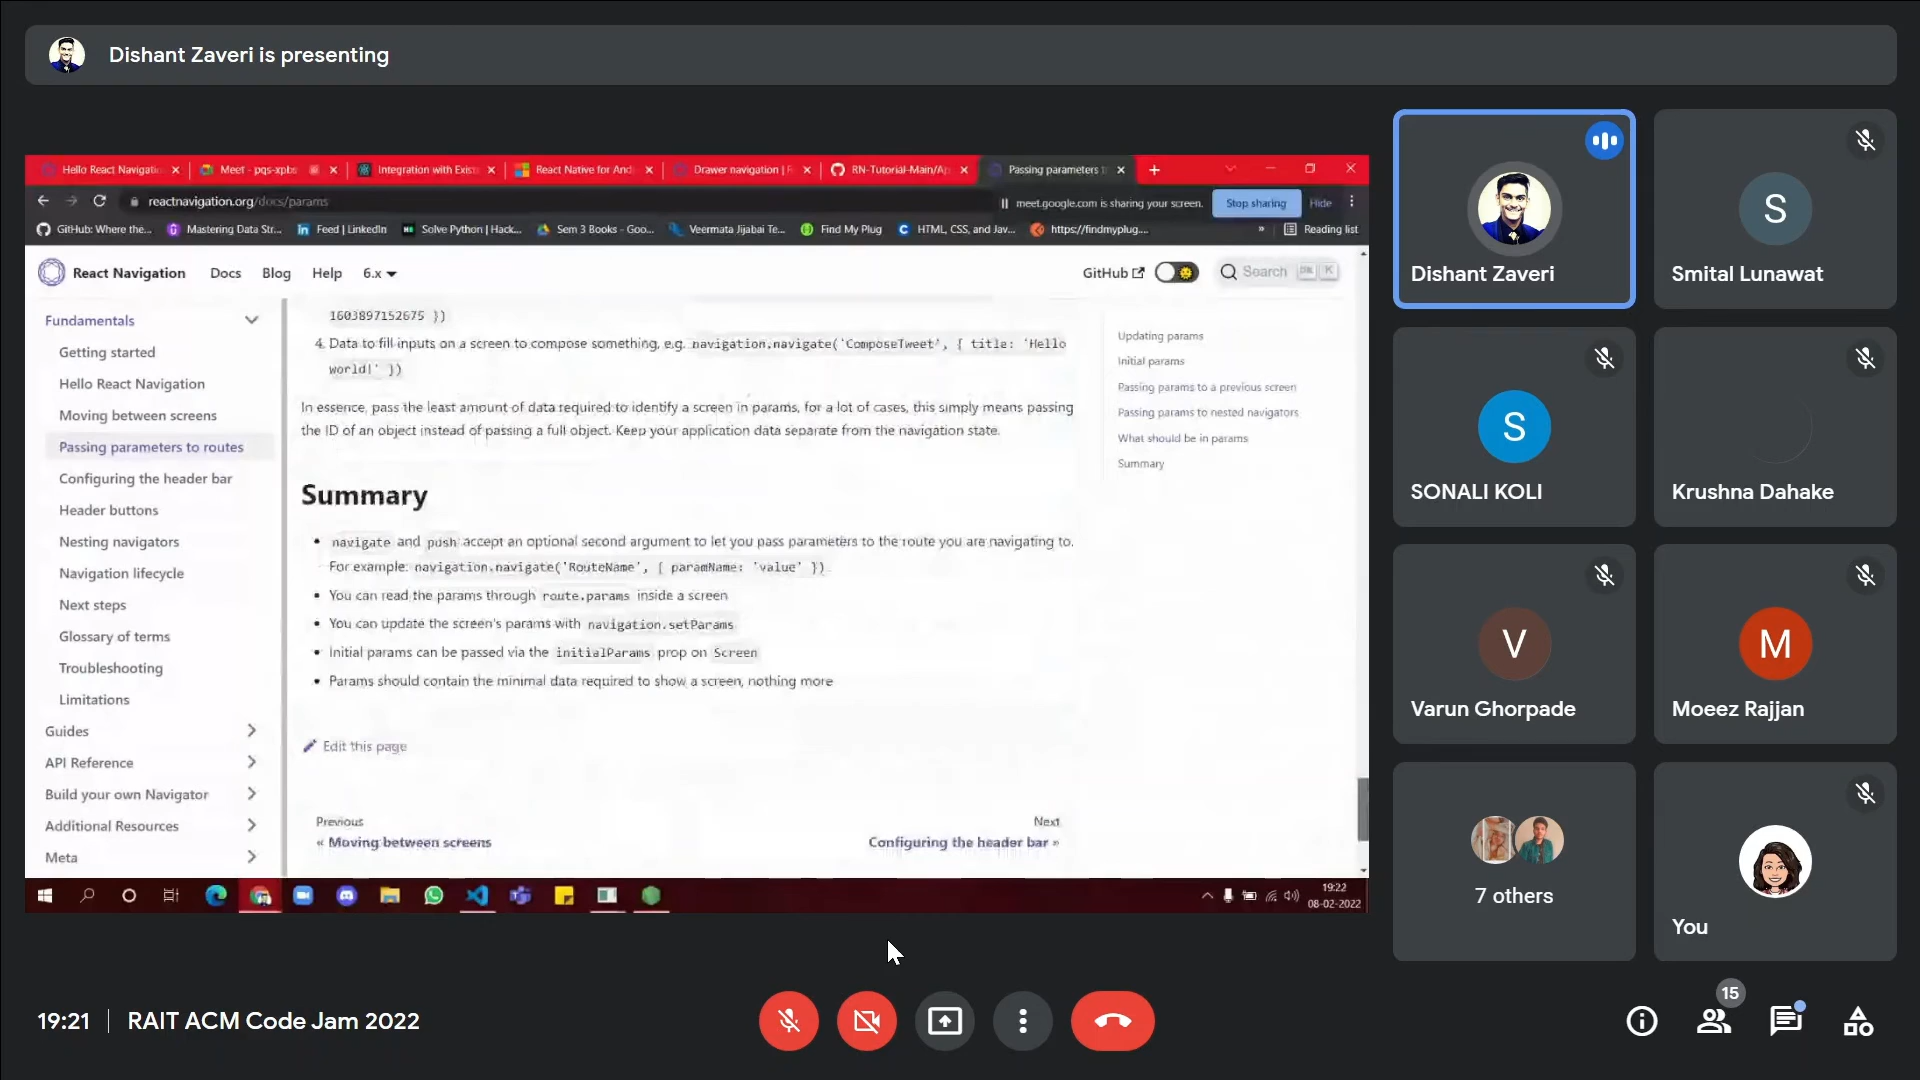 Dishant Zaveri is presenting
Hello React Navigatio
Meet - pqs-xpbs
Integration with Exist
React Native for And
Drawer navigation | R
RN-Tutorial-Main/Ap
Passing parameters t
reactnavigation.org/docs/params
meet.google.com is sharing your screen.
Stop sharing
Hide
GitHub: Where the...
Mastering Data Str...
Feed | LinkedIn
Solve Python | Hack...
Sem 3 Books - Goo...
Veermata Jijabai Te...
Find My Plug
HTML, CSS, and Jav...
https://findmyplug....
»
Reading list
React Navigation
Docs
Blog
Help
6.x
GitHub
Search
K
Fundamentals
Getting started
Hello React Navigation
Moving between screens
Passing parameters to routes
Configuring the header bar
Header buttons
Nesting navigators
Navigation lifecycle
Next steps
Glossary of terms
Troubleshooting
Limitations
Guides
API Reference
Build your own Navigator
Additional Resources
Meta
1603897152675 })
4. Data to fill inputs on a screen to compose something, e.g. navigation.navigate('ComposeTweet', { title: 'Hello
world!' })
In essence, pass the least amount of data required to identify a screen in params, for a lot of cases, this simply means passing
the ID of an object instead of passing a full object. Keep your application data separate from the navigation state.
Summary
• navigate and push accept an optional second argument to let you pass parameters to the route you are navigating to.
For example: navigation.navigate('RouteName', { paramName: 'value' })
• You can read the params through route.params inside a screen
• You can update the screen's params with navigation.setParams
• Initial params can be passed via the initialParams prop on Screen
• Params should contain the minimal data required to show a screen, nothing more
Edit this page
Previous
« Moving between screens
Next
Configuring the header bar »
Updating params
Initial params
Passing params to a previous screen
Passing params to nested navigators
What should be in params
Summary
19:22
08-02-2022
Dishant Zaveri
S
Smital Lunawat
S
SONALI KOLI
Krushna Dahake
V
Varun Ghorpade
M
Moeez Rajjan
7 others
You
19:21
RAIT ACM Code Jam 2022
15